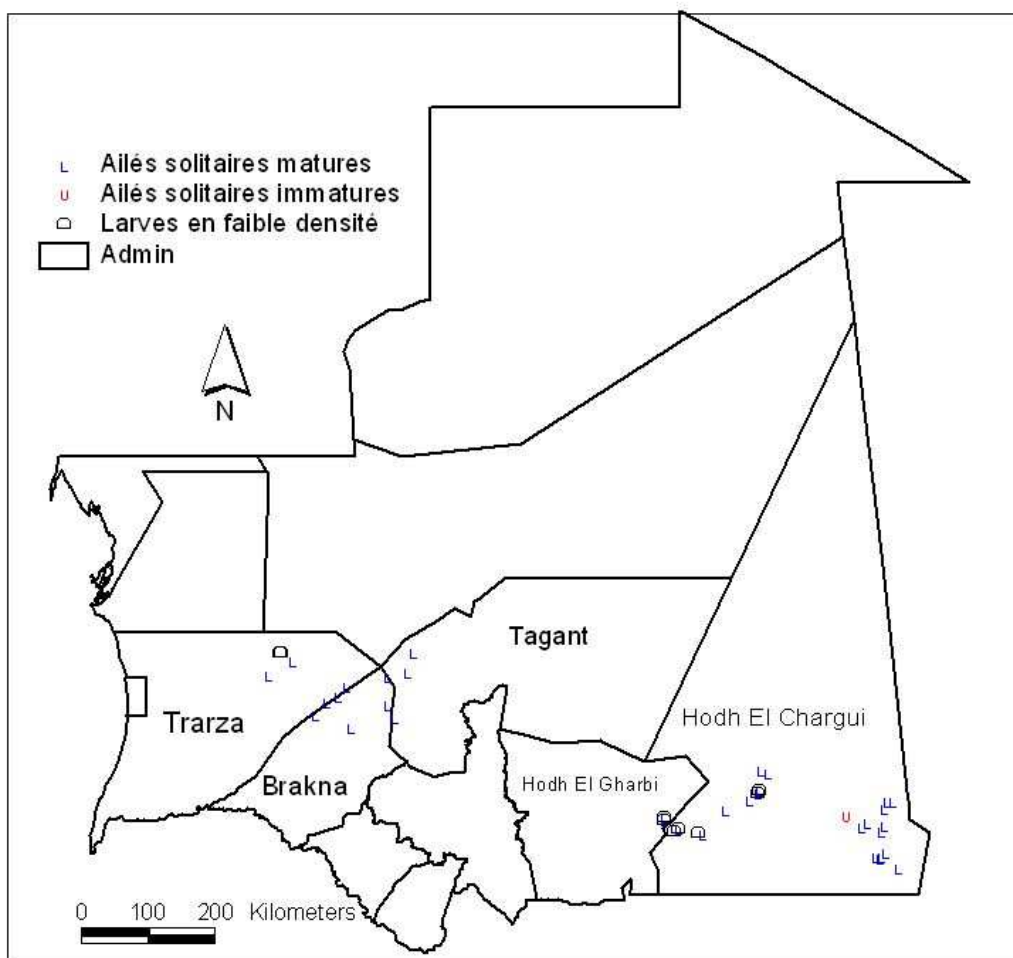 Ailés solitaires matures
Ailés solitaires immatures
Larves en faible densité
Admin
N
Tagant
Trarza
Hodh El Chargui
Brakna
Hodh El Gharbi
0 100 200 Kilometers